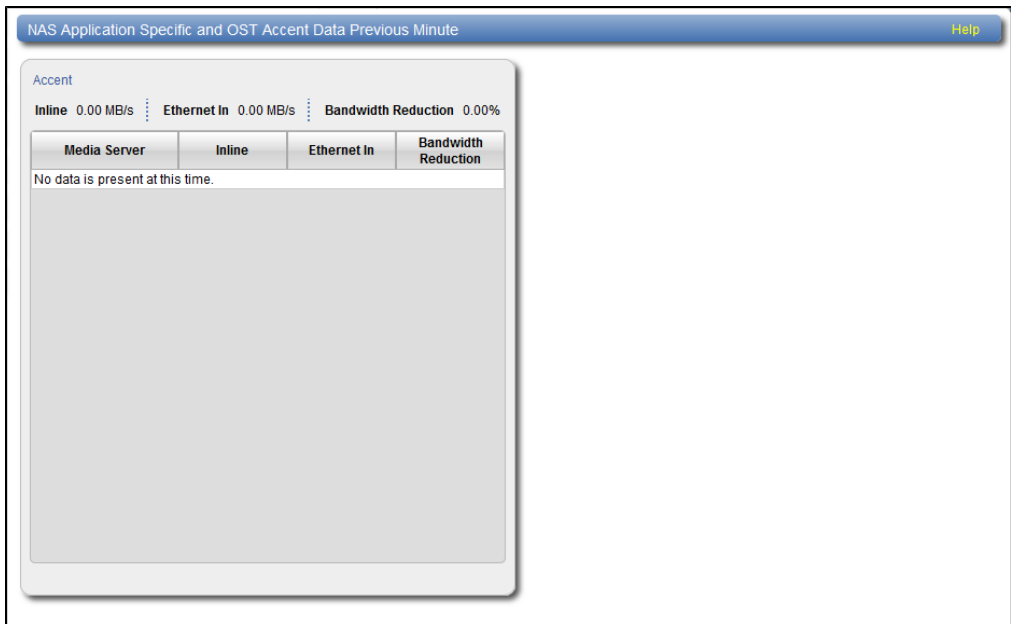 NAS Application Specific and OST Accent Data Previous Minute Help
Accent
Inline 0.00 MB/s Ethernet In 0.00 MB/s Bandwidth Reduction 0.00%
Media Server Inline Ethernet In Bandwidth Reduction
No data is present at this time.